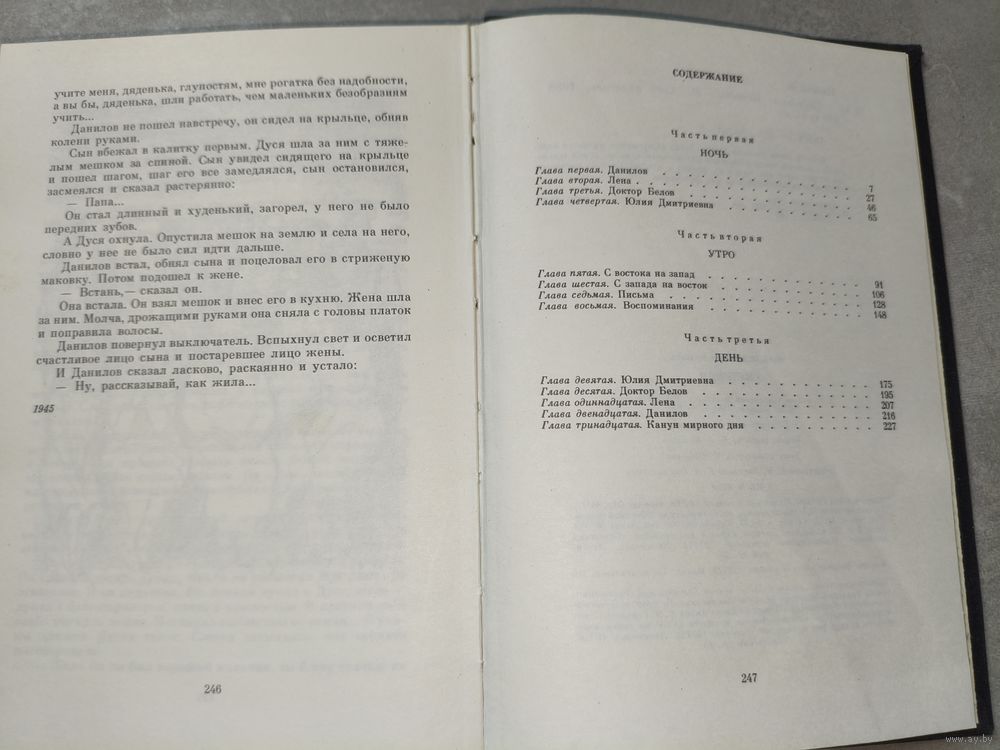 учите меня, дяденька, глупостям, мне рогатка без надобности,
а вы бы, дяденька, шли работать, чем маленьких безобразиям
учить...
Данилов не пошел навстречу, он сидел на крыльце, обняв
колени руками.
Сын вбежал в калитку первым. Дуся шла за ним с тяже-
лым мешком за спиной. Сын увидел сидящего на крыльце
и пошел шагом, шаг его все замедлялся, сын остановился,
засмеялся и сказал растерянно:
— Папа...
Он стал длинный и худенький, загорел, у него не было
передних зубов.
А Дуся охнула. Опустила мешок на землю и села на него,
словно у нее не было сил идти дальше.
Данилов встал, обнял сына и поцеловал его в стриженую
маковку. Потом подошел к жене.
— Встань,— сказал он.
Она встала. Он взял мешок и внес его в кухню. Жена шла
за ним. Молча, дрожащими руками она сняла с головы платок
и поправила волосы.
Данилов повернул выключатель. Вспыхнул свет и осветил
счастливое лицо сына и постаревшее лицо жены.
И Данилов сказал ласково, раскаянно и устало:
— Ну, рассказывай, как жила...
1945
246
СОДЕРЖАНИЕ
Часть первая
НОЧЬ
Глава первая. Данилов . . . . . . . . . . . . 7
Глава вторая. Лена . . . . . . . . . . . . 27
Глава третья. Доктор Белов . . . . . . . . . . 46
Глава четвертая. Юлия Дмитриевна . . . . . . . . 65
Часть вторая
УТРО
Глава пятая. С востока на запад . . . . . . . . . 91
Глава шестая. С запада на восток . . . . . . . . . 106
Глава седьмая. Письма . . . . . . . . . . . 128
Глава восьмая. Воспоминания . . . . . . . . . 148
Часть третья
ДЕНЬ
Глава девятая. Юлия Дмитриевна . . . . . . . . . 175
Глава десятая. Доктор Белов . . . . . . . . . . 195
Глава одиннадцатая. Лена . . . . . . . . . . 207
Глава двенадцатая. Данилов . . . . . . . . . . 216
Глава тринадцатая. Канун мирного дня . . . . . . . 227
247
www.ay.by